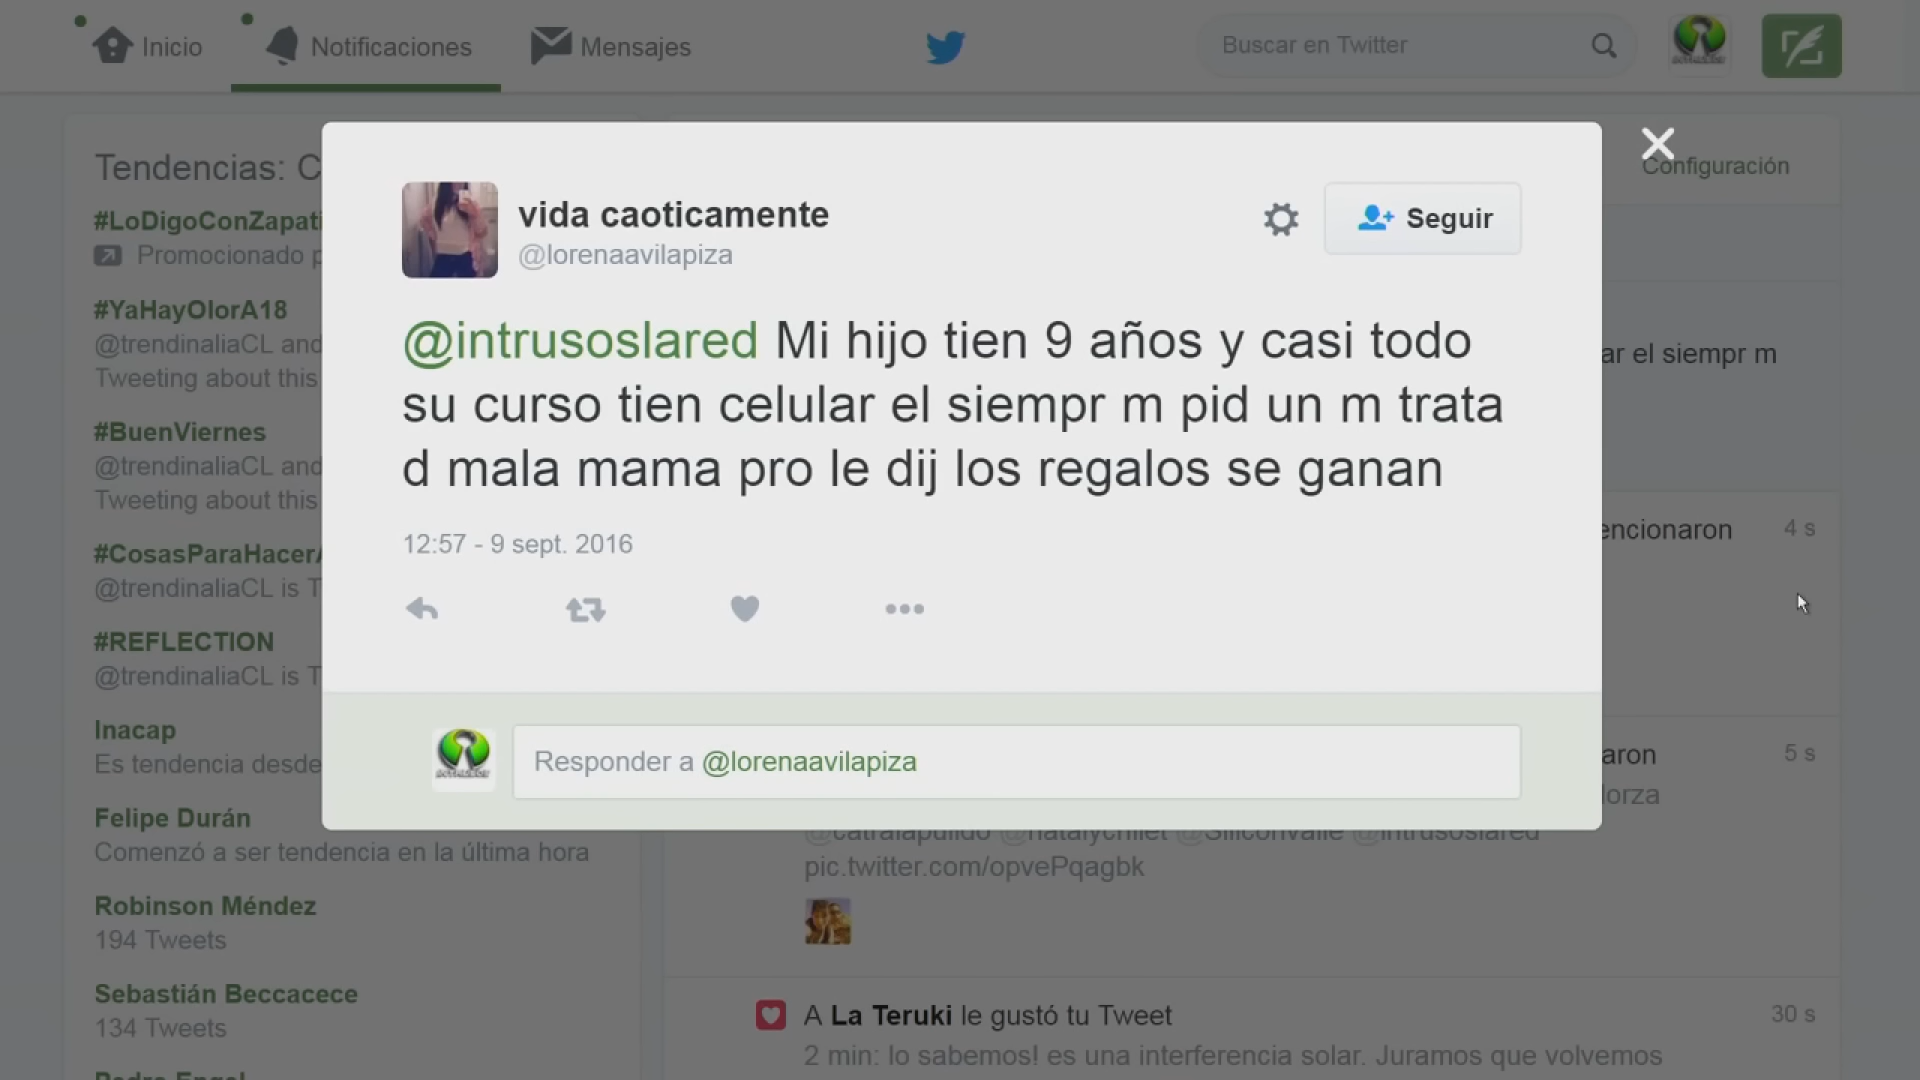 Inicio
Notificaciones
Mensajes
Buscar en Twitter
Tendencias: C
#LoDigoConZapati
Promocionado p
#YaHayOlorA18
@trendinaliaCL and
Tweeting about this
#BuenViernes
@trendinaliaCL and
Tweeting about this
#CosasParaHacerA
@trendinaliaCL is T
#REFLECTION
@trendinaliaCL is T
Inacap
Es tendencia desde
Felipe Durán
Comenzó a ser tendencia en la última hora
Robinson Méndez
194 Tweets
Sebastián Beccacece
134 Tweets
vida caoticamente
@lorenaavilapiza
Seguir
@intrusoslared Mi hijo tien 9 años y casi todo
su curso tien celular el siempr m pid un m trata
d mala mama pro le dij los regalos se ganan
12:57 - 9 sept. 2016
Responder a @lorenaavilapiza
Configuración
ar el siempr m
encionaron 4 s
aron 5 s
lorza
@intrusoslared
pic.twitter.com/opvePqagbk
A La Teruki le gustó tu Tweet 30 s
2 min: lo sabemos! es una interferencia solar. Juramos que volvemos